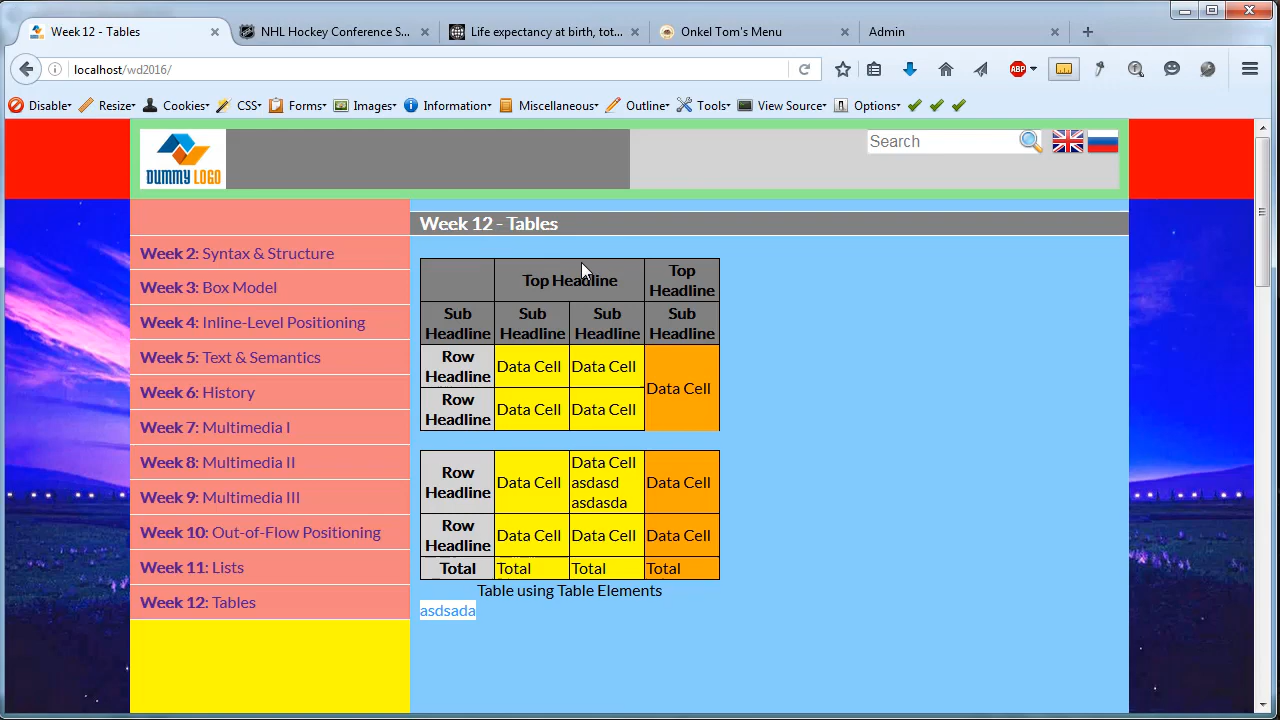 Week 12 - Tables
NHL Hockey Conference S...
Life expectancy at birth, tot...
Onkel Tom's Menu
Admin
localhost/wd2016/
ABP
Disable
Resize
Cookies
CSS
Forms
Images
Information
Miscellaneous
Outline
Tools
View Source
Options
DUMMY LOGO
Search
Week 12 - Tables
Week 2: Syntax & Structure
Week 3: Box Model
Week 4: Inline-Level Positioning
Week 5: Text & Semantics
Week 6: History
Week 7: Multimedia I
Week 8: Multimedia II
Week 9: Multimedia III
Week 10: Out-of-Flow Positioning
Week 11: Lists
Week 12: Tables
Top Headline
Top
Headline
Sub
Headline
Sub
Headline
Sub
Headline
Sub
Headline
Row
Headline
Data Cell
Data Cell
Data Cell
Row
Headline
Data Cell
Data Cell
Row
Headline
Data Cell
Data Cell
asdasd
asdasda
Data Cell
Row
Headline
Data Cell
Data Cell
Data Cell
Total
Total
Total
Total
Table using Table Elements
asdsada